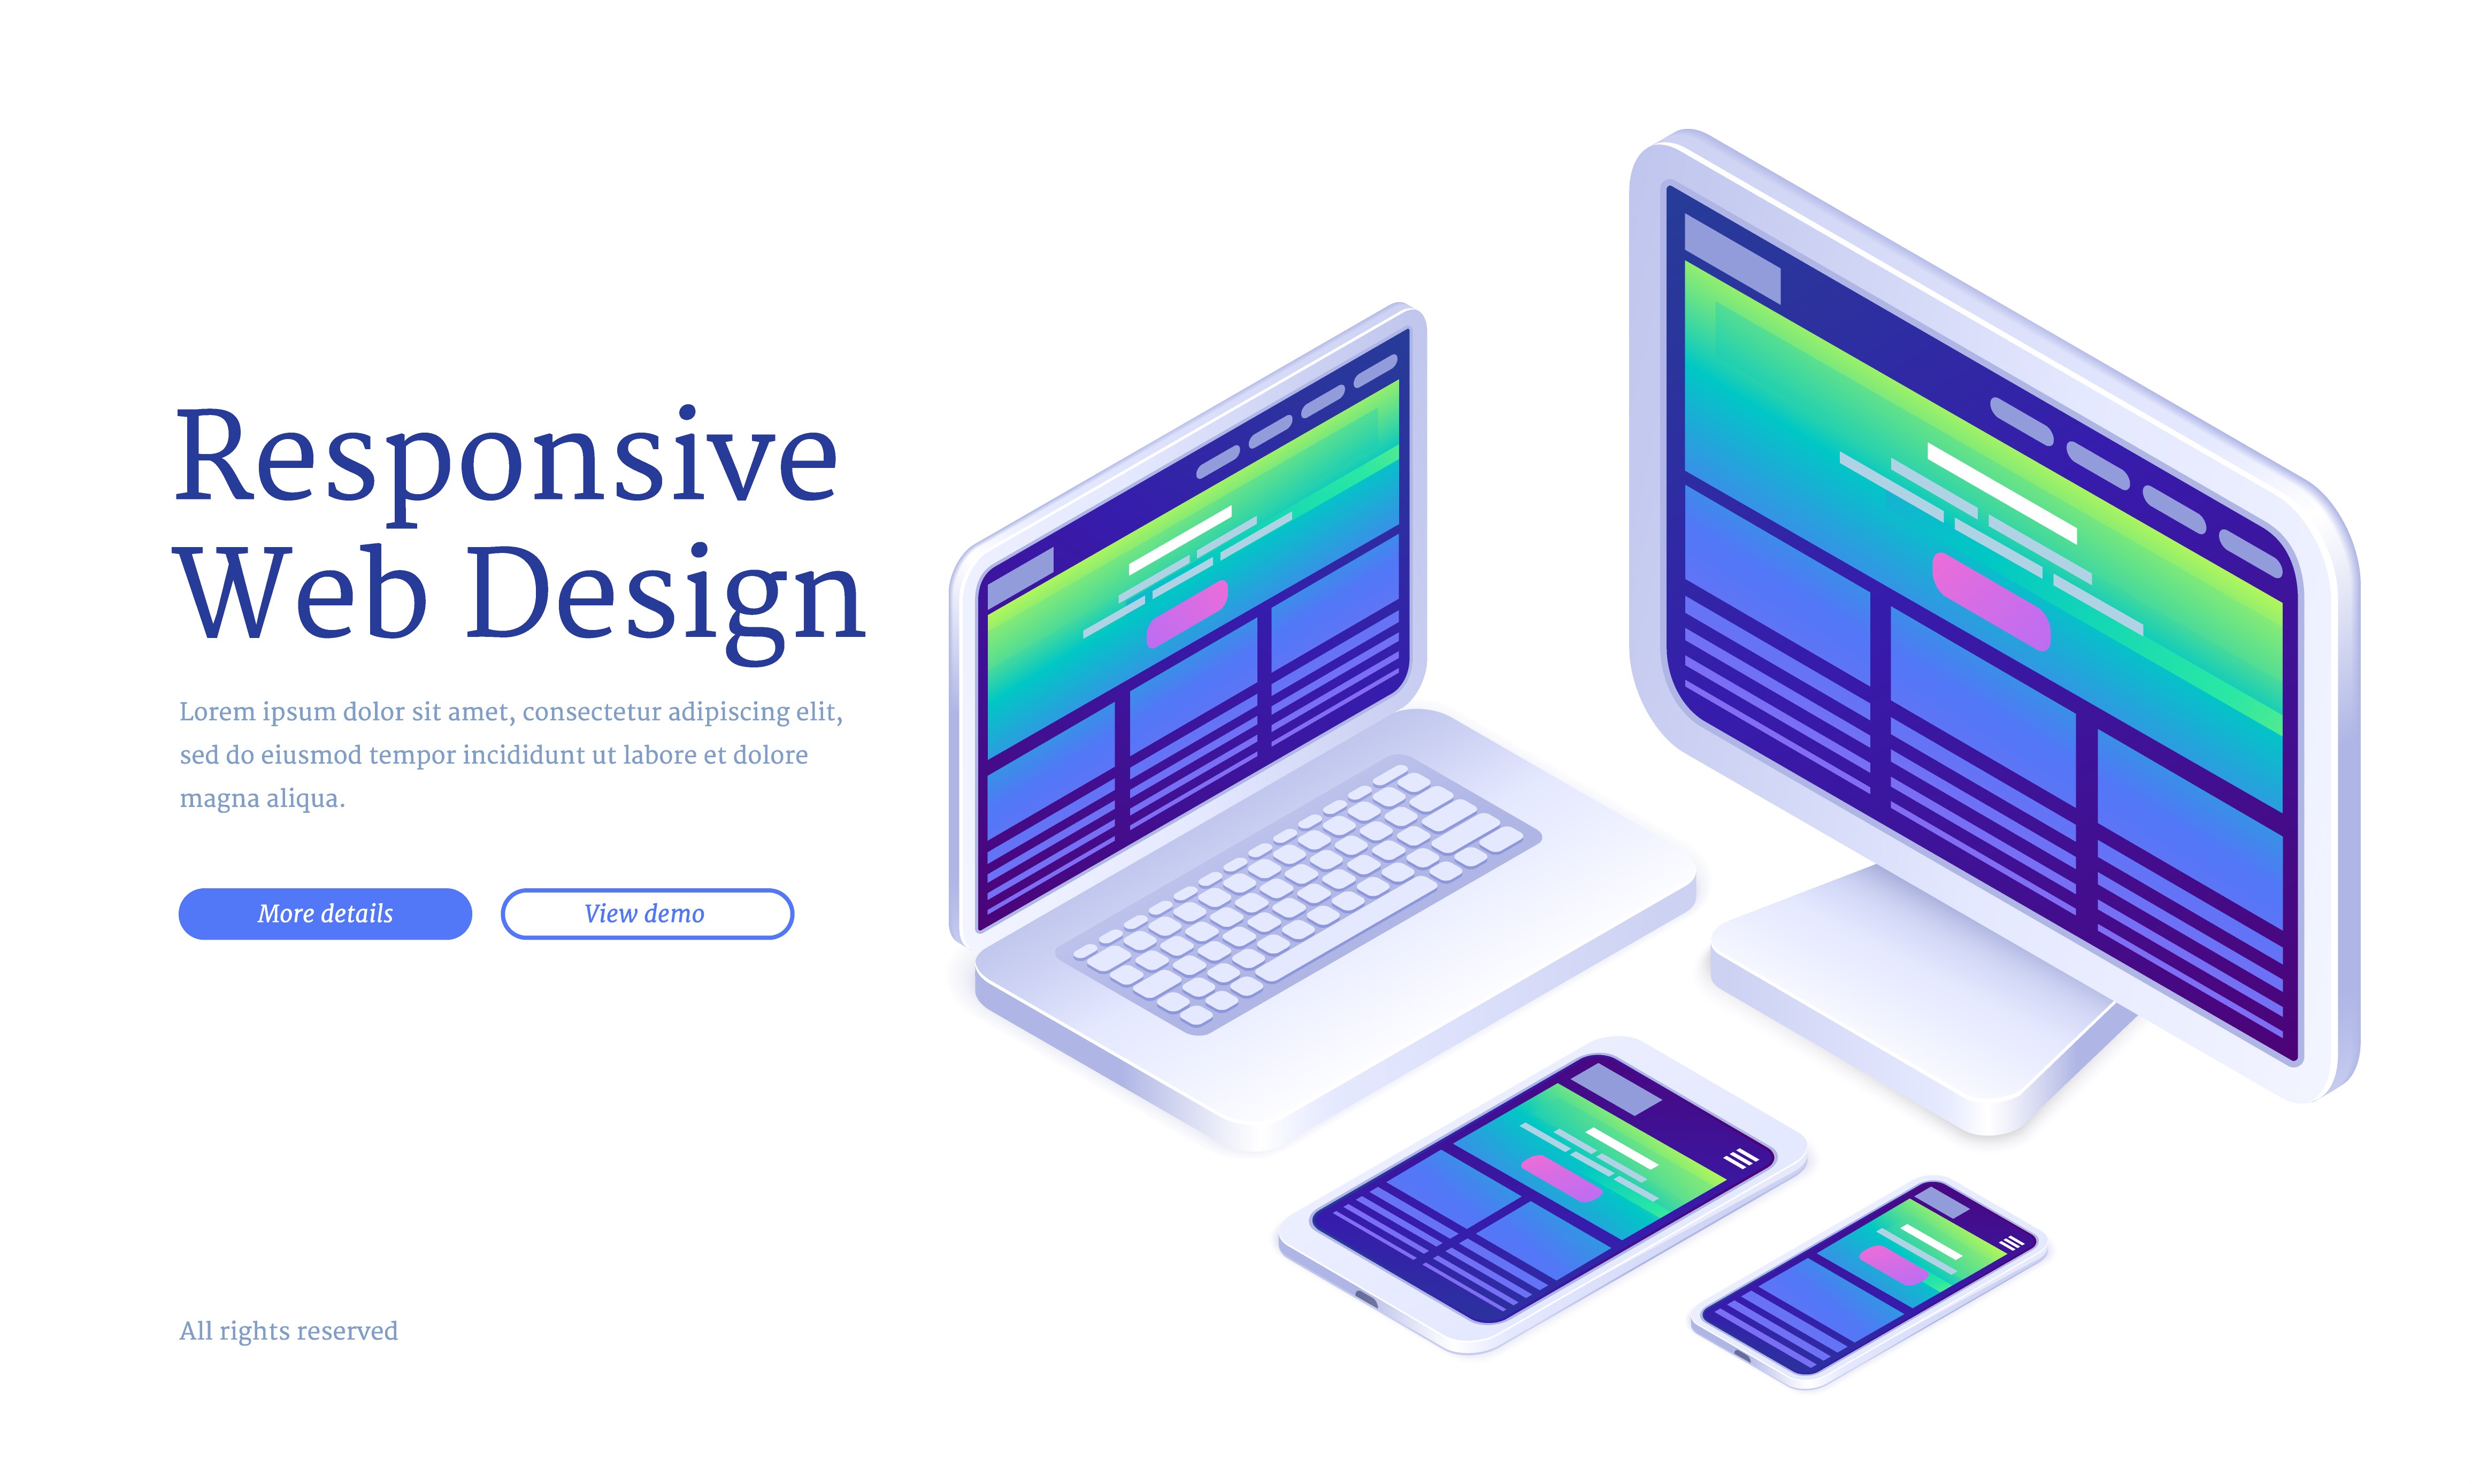 Responsive
Web Design
Lorem ipsum dolor sit amet, consectetur adipiscing elit,
sed do eiusmod tempor incididunt ut labore et dolore
magna aliqua.
More details
View demo
All rights reserved